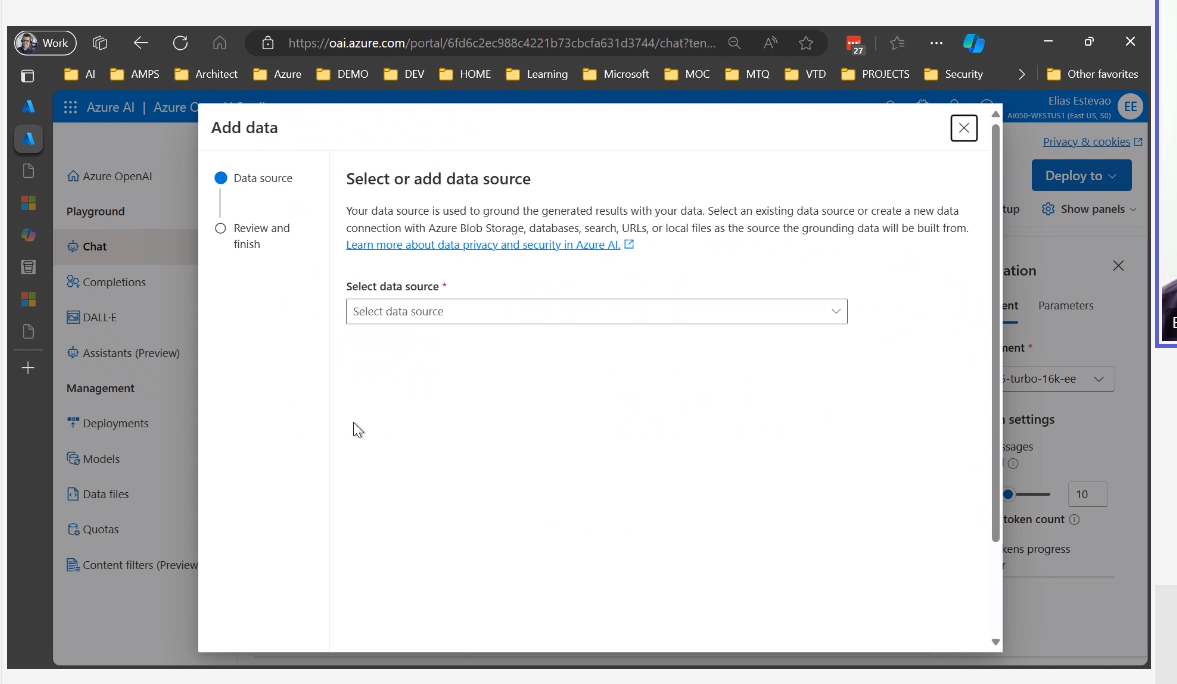 Work
https://oai.azure.com/portal/6fd6c2ec988c4221b73cbcfa631d3744/chat?ten...
27
AI
AMPS
Architect
Azure
DEMO
DEV
HOME
Learning
Microsoft
MOC
MTQ
VTD
PROJECTS
Security
Other favorites
Azure AI | Azure O
Elias Estevao
AI050-WESTUS1 (East US, S0)
EE
Privacy & cookies
Azure OpenAI
Playground
Chat
Completions
DALL·E
Assistants (Preview)
Management
Deployments
Models
Data files
Quotas
Content filters (Preview
Add data
Data source
Review and
finish
Select or add data source
Your data source is used to ground the generated results with your data. Select an existing data source or create a new data
connection with Azure Blob Storage, databases, search, URLs, or local files as the source the grounding data will be built from.
Learn more about data privacy and security in Azure AI.
Select data source *
Select data source
Deploy to
tup
Show panels
ation
ent
Parameters
ment *
5-turbo-16k-ee
n settings
ssages
10
token count
kens progress
r